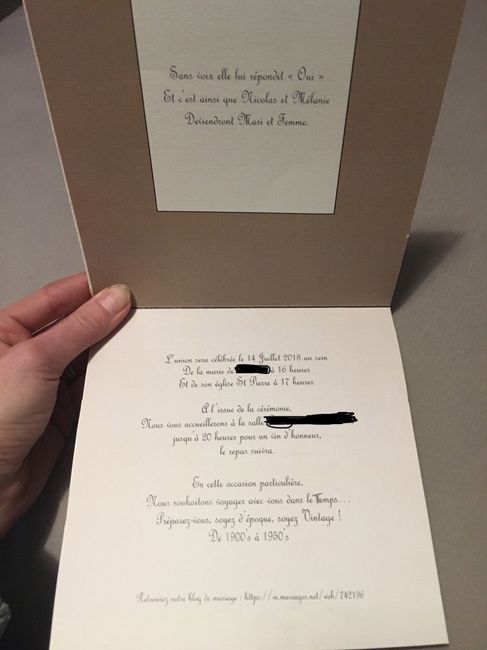 Sans voix elle lui répondit « Oui »
Et c'est ainsi que Nicolas et Mélanie
Deviendront Mari et Femme.
L'union sera célébrée le 14 Juillet 2018 au sein
De la marie de à 16 heures
Et de son église St Pierre à 17 heures
A l'issue de la cérémonie,
Nous vous accueillerons à la salle
jusqu'à 20 heures pour un vin d'honneur,
le repas suivra.
En cette occasion particulière,
Nous souhaitons voyager avec vous dans le Temps...
Préparez-vous, soyez d'époque, soyez Vintage !
De 1900's à 1950's
Retrouvez notre blog de mariage : https://m.mariages.net/web/742196